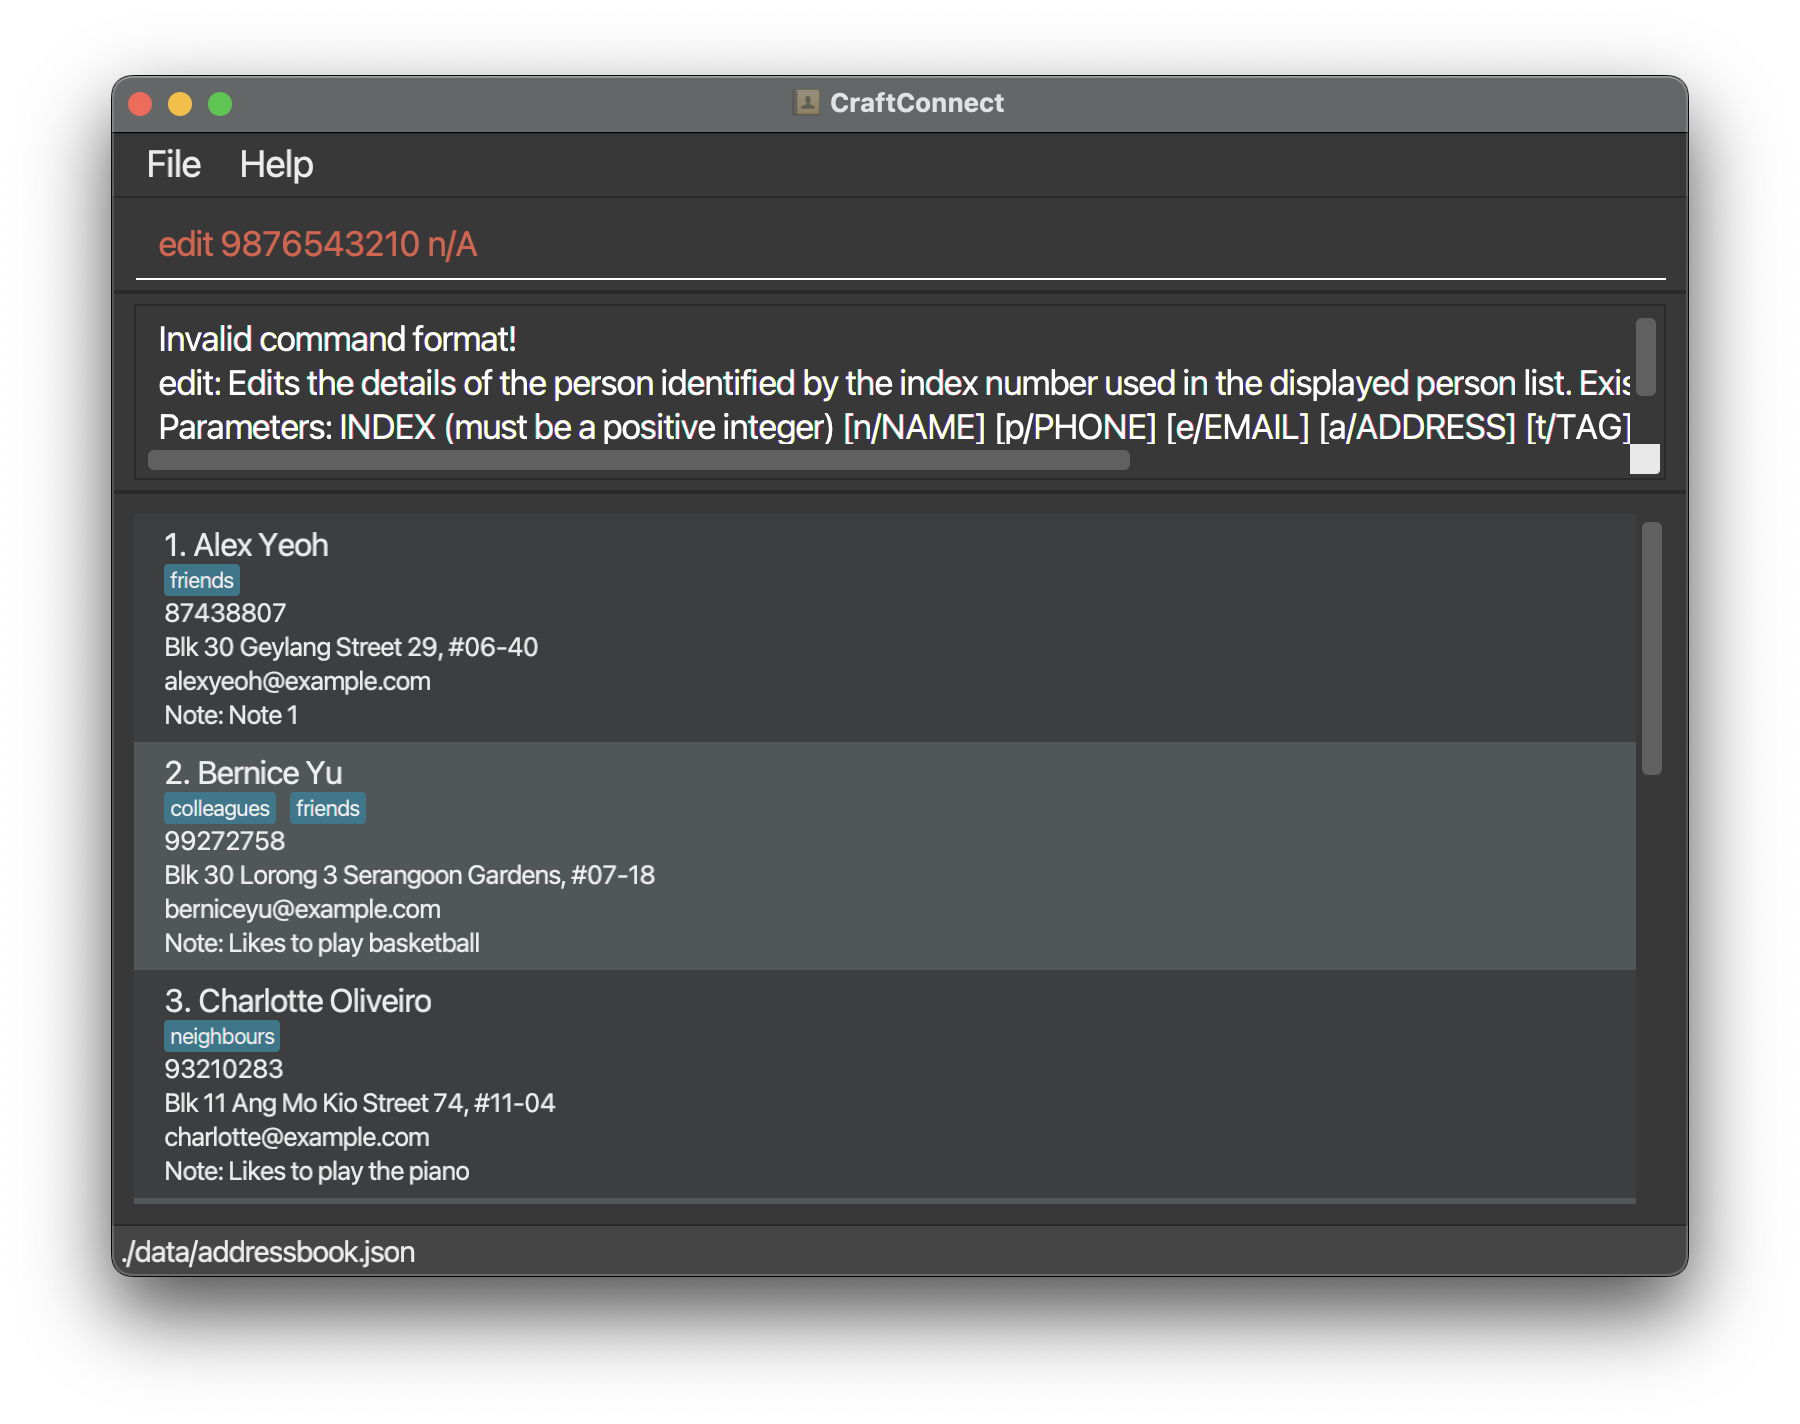 CraftConnect
File Help
edit 9876543210 n/A
Invalid command format!
edit: Edits the details of the person identified by the index number used in the displayed person list. Exis
Parameters: INDEX (must be a positive integer) [n/NAME] [p/PHONE] [e/EMAIL] [a/ADDRESS] [t/TAG]
1. Alex Yeoh
friends
87438807
Blk 30 Geylang Street 29, #06-40
alexyeoh@example.com
Note: Note 1
2. Bernice Yu
colleagues friends
99272758
Blk 30 Lorong 3 Serangoon Gardens, #07-18
berniceyu@example.com
Note: Likes to play basketball
3. Charlotte Oliveiro
neighbours
93210283
Blk 11 Ang Mo Kio Street 74, #11-04
charlotte@example.com
Note: Likes to play the piano
./data/addressbook.json